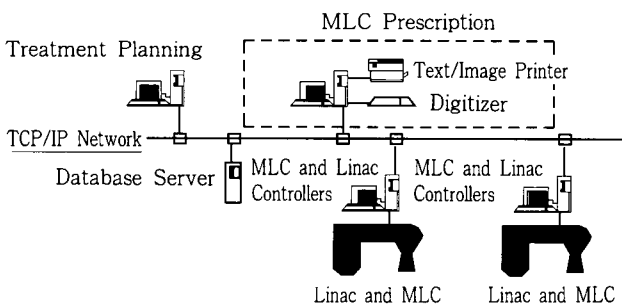 MLC Prescription
Treatment Planning
Text/Image Printer
Digitizer
TCP/IP Network
Database Server
MLC and Linac
Controllers
MLC and Linac
Controllers
Linac and MLC
Linac and MLC